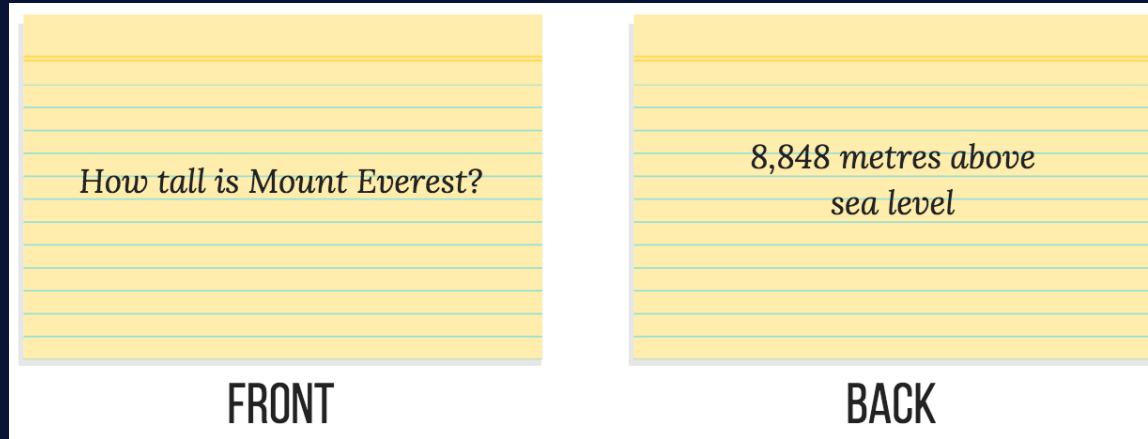 How tall is Mount Everest?
8,848 metres above
sea level
FRONT
BACK